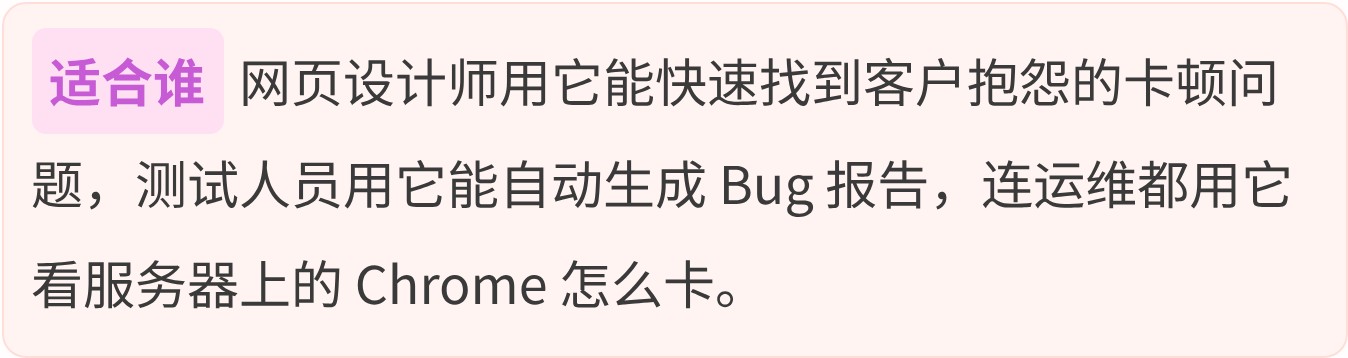 适合谁 网页设计师用它能快速找到客户抱怨的卡顿问
题，测试人员用它能自动生成 Bug 报告，连运维都用它
看服务器上的 Chrome 怎么卡。